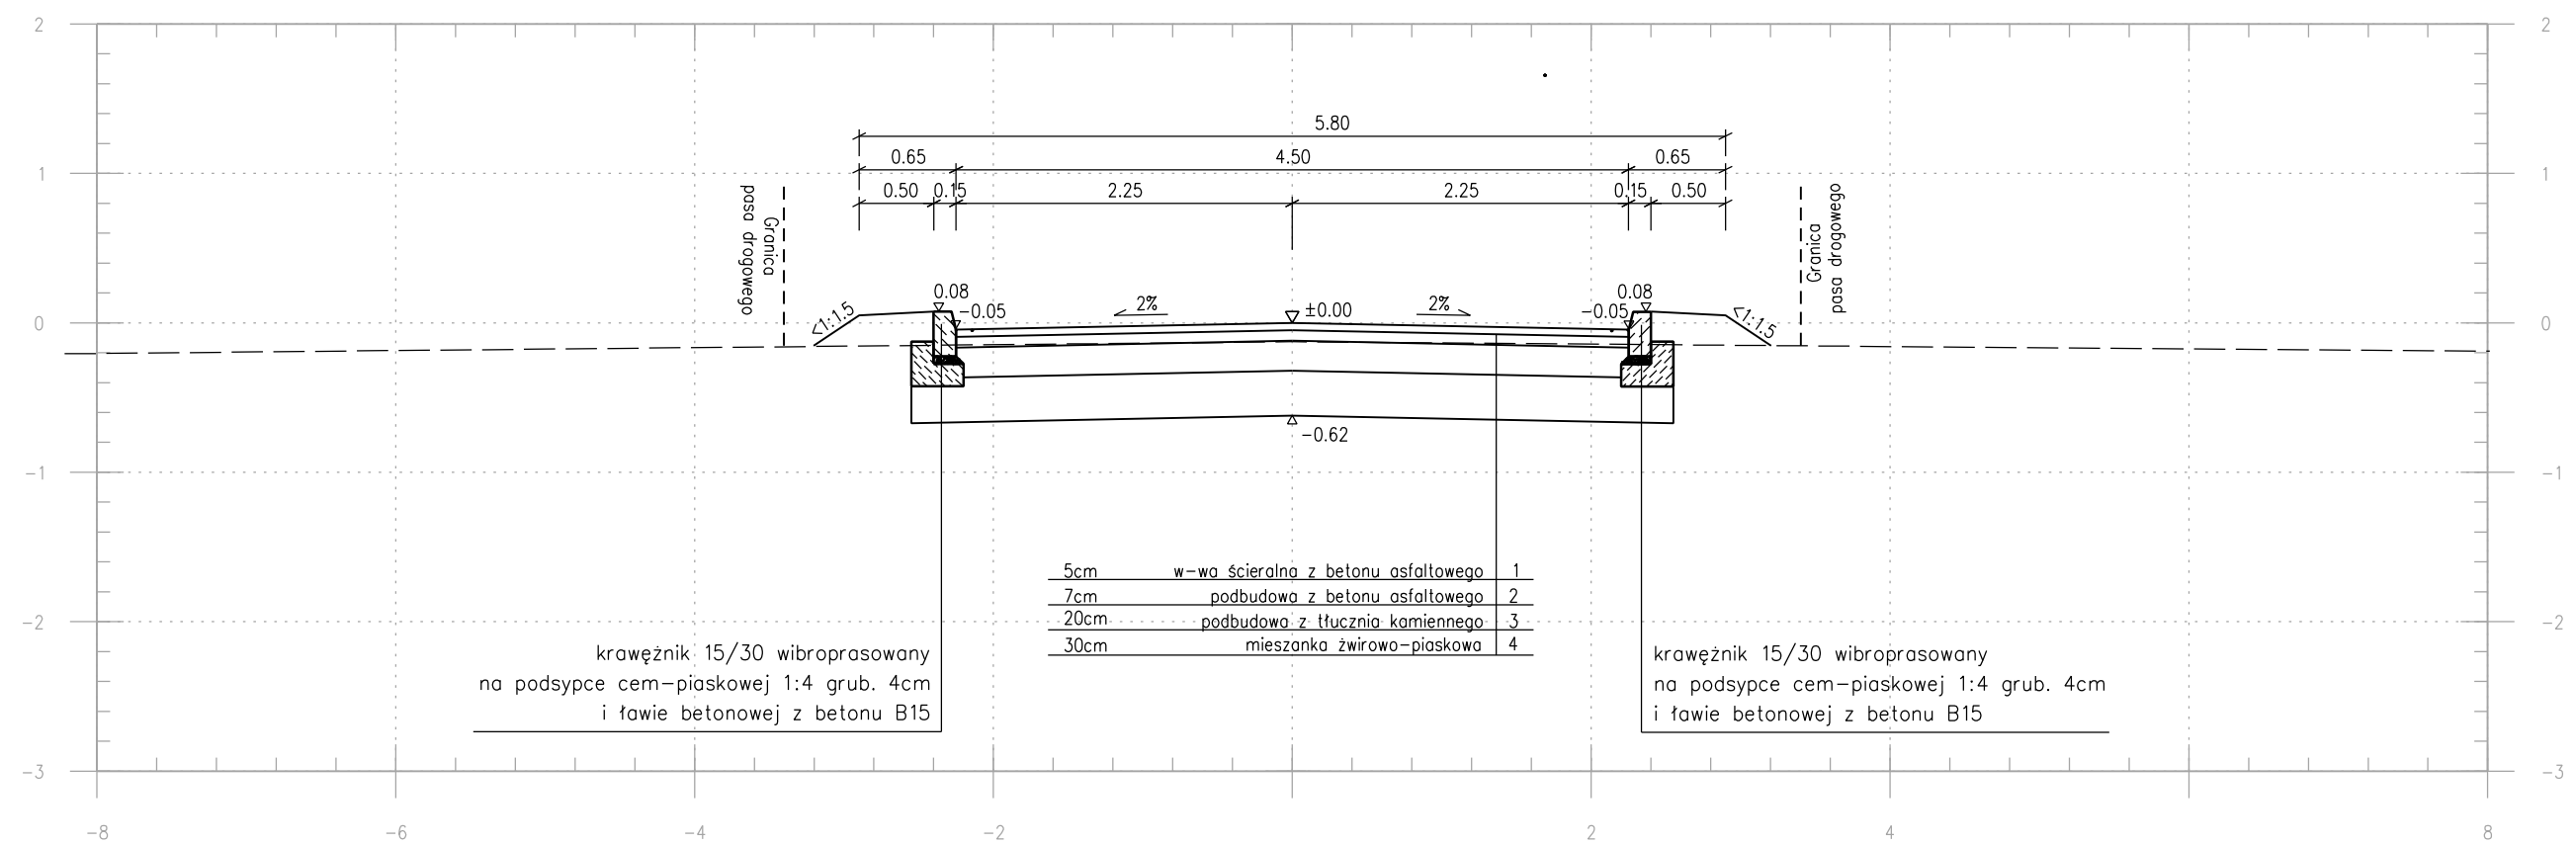 2
2
5.80
0.65
4.50
0.65
1
1
0.50
0.15
2.25
2.25
0.15
0.50
Granica
pasa drogowego
Granica
pasa drogowego
0.08
0.08
<1:1.5
-0.05
2%
±0.00
2%
-0.05
<1:1.5
0
0
-0.62
-1
-1
5cm w-wa ścieralna z betonu asfaltowego 1
7cm podbudowa z betonu asfaltowego 2
20cm podbudowa z tłucznia kamiennego 3
30cm mieszanka żwirowo-piaskowa 4
-2
-2
krawężnik 15/30 wibroprasowany
na podsypce cem-piaskowej 1:4 grub. 4cm
i ławie betonowej z betonu B15
krawężnik 15/30 wibroprasowany
na podsypce cem-piaskowej 1:4 grub. 4cm
i ławie betonowej z betonu B15
-3
-3
-8 -6 -4 -2 2 4 8